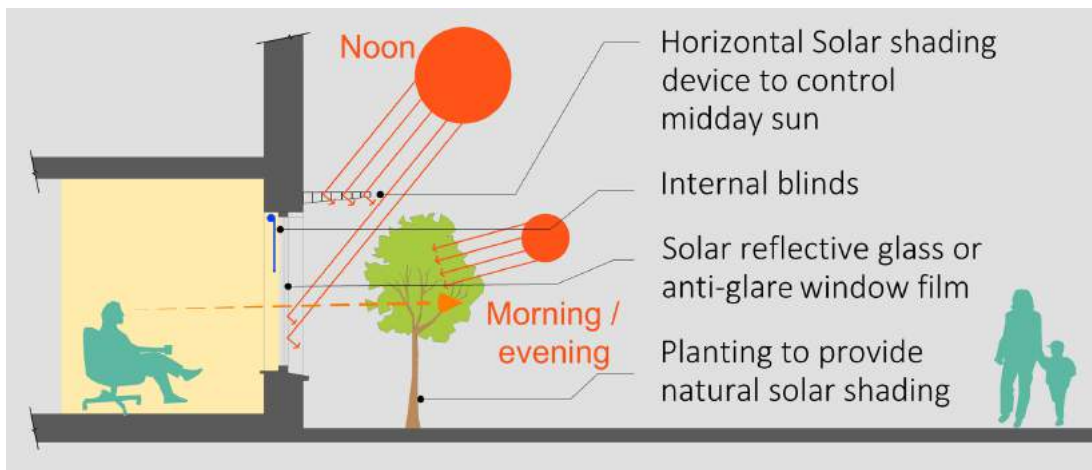 Noon
Horizontal Solar shading
device to control
midday sun
Internal blinds
Solar reflective glass or
anti-glare window film
Morning /
evening
Planting to provide
natural solar shading